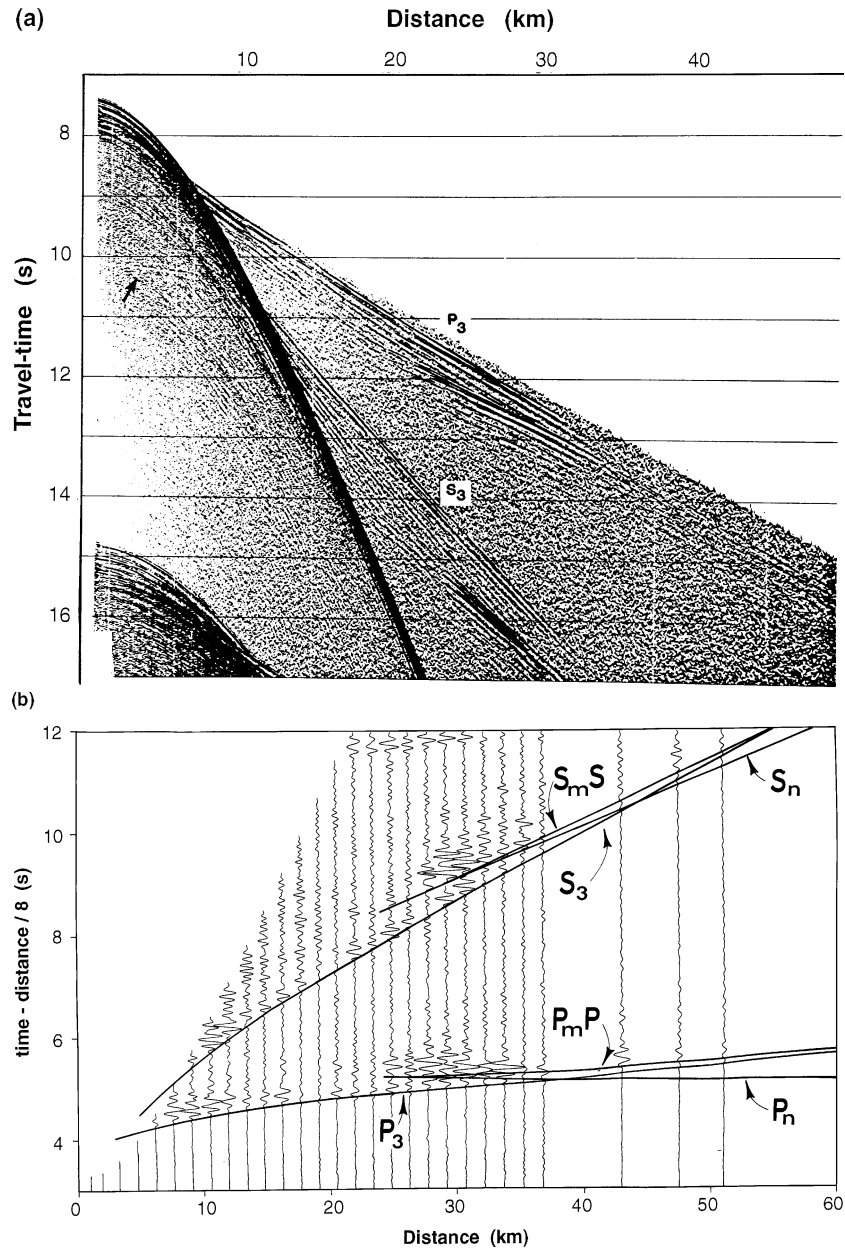 (a)
Distance (km)
10 20 30 40
8
10
12
14
16
Travel-time (s)
P3
S3
(b)
12
10
8
6
4
time - distance / 8 (s)
SmS
Sn
S3
PmP
P3
Pn
0 10 20 30 40 50 60
Distance (km)